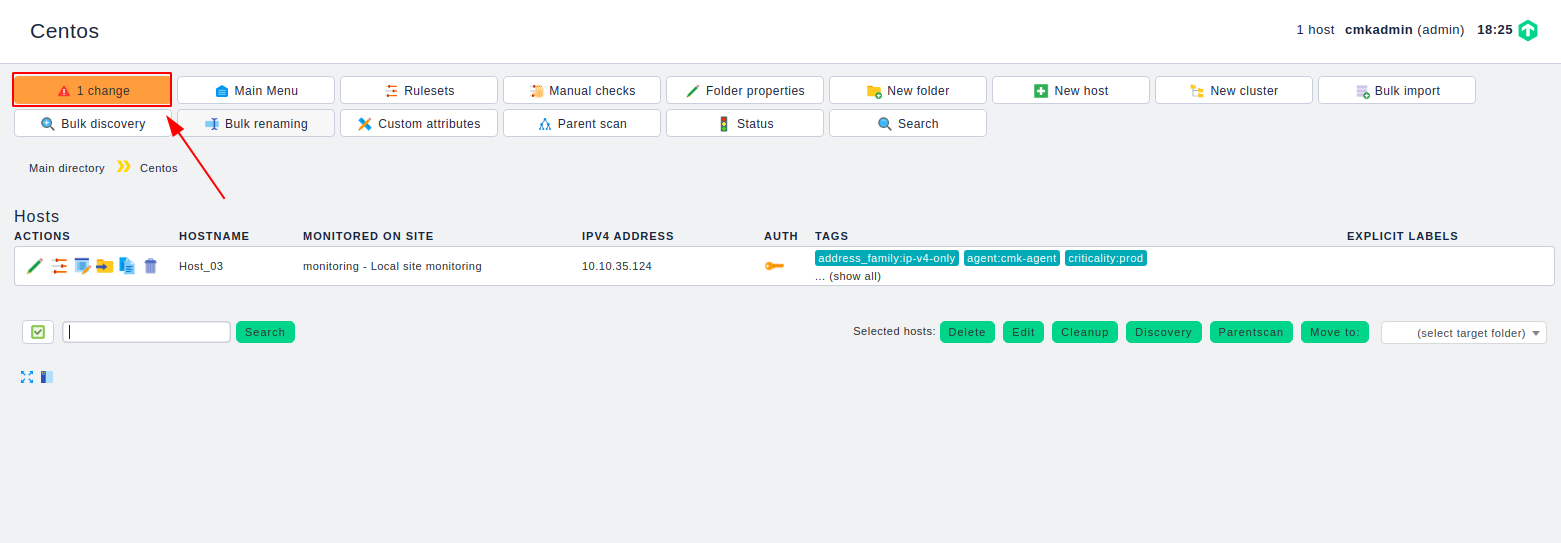 Centos
1 host cmkadmin (admin) 18:25
1 change Main Menu Rulesets Manual checks Folder properties New folder New host New cluster Bulk import
Bulk discovery Bulk renaming Custom attributes Parent scan Status Search
Main directory Centos
Hosts
ACTIONS HOSTNAME MONITORED ON SITE IPV4 ADDRESS AUTH TAGS EXPLICIT LABELS
Host_03 monitoring - Local site monitoring 10.10.35.124 address_family:ip-v4-only agent:cmk-agent criticality:prod
... (show all)
Search Selected hosts: Delete Edit Cleanup Discovery Parentscan Move to: (select target folder)